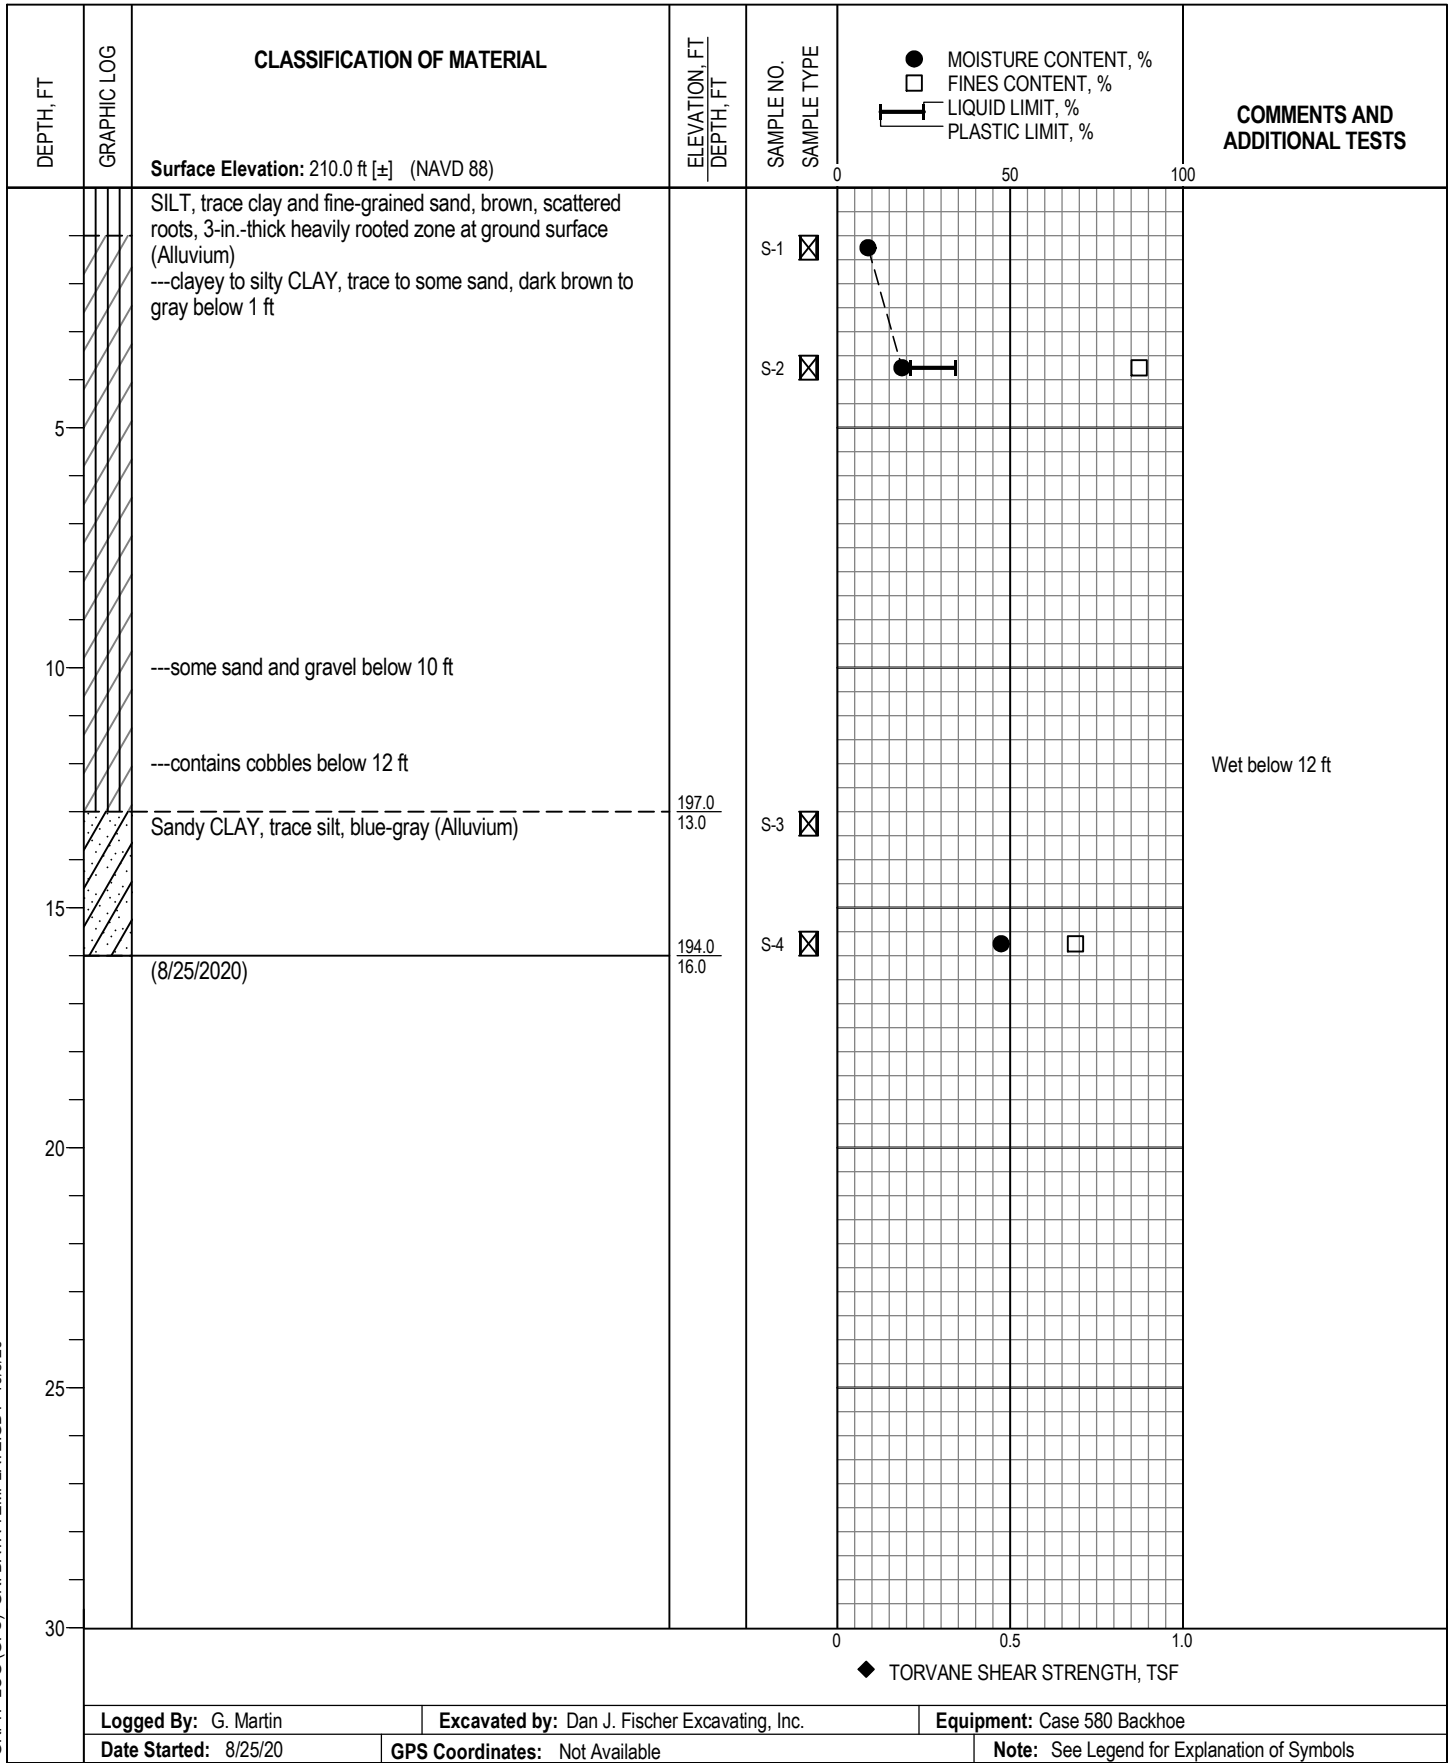 DEPTH, FT
GRAPHIC LOG
CLASSIFICATION OF MATERIAL
Surface Elevation: 210.0 ft [±] (NAVD 88)
ELEVATION, FT
DEPTH, FT
SAMPLE NO.
SAMPLE TYPE
MOISTURE CONTENT, %
FINES CONTENT, %
LIQUID LIMIT, %
PLASTIC LIMIT, %
0 50 100
COMMENTS AND
ADDITIONAL TESTS
SILT, trace clay and fine-grained sand, brown, scattered
roots, 3-in.-thick heavily rooted zone at ground surface
(Alluvium)
---clayey to silty CLAY, trace to some sand, dark brown to
gray below 1 ft
S-1
S-2
5
10
---some sand and gravel below 10 ft
---contains cobbles below 12 ft
Wet below 12 ft
197.0
13.0
Sandy CLAY, trace silt, blue-gray (Alluvium)
S-3
15
S-4
194.0
16.0
(8/25/2020)
20
25
30
0 0.5 1.0
TORVANE SHEAR STRENGTH, TSF
Logged By: G. Martin
Excavated by: Dan J. Fischer Excavating, Inc.
Equipment: Case 580 Backhoe
Date Started: 8/25/20
GPS Coordinates: Not Available
Note: See Legend for Explanation of Symbols